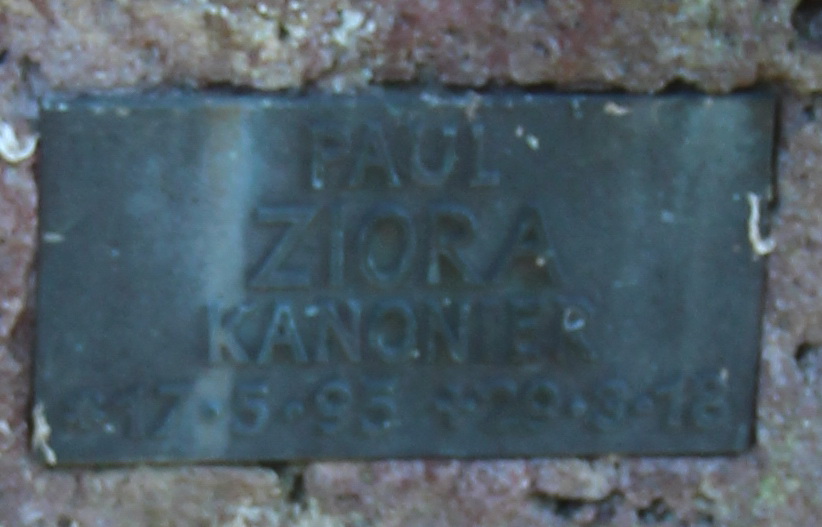 PAUL
ZIORA
KANONIER
*17·5·95 +29·3·18